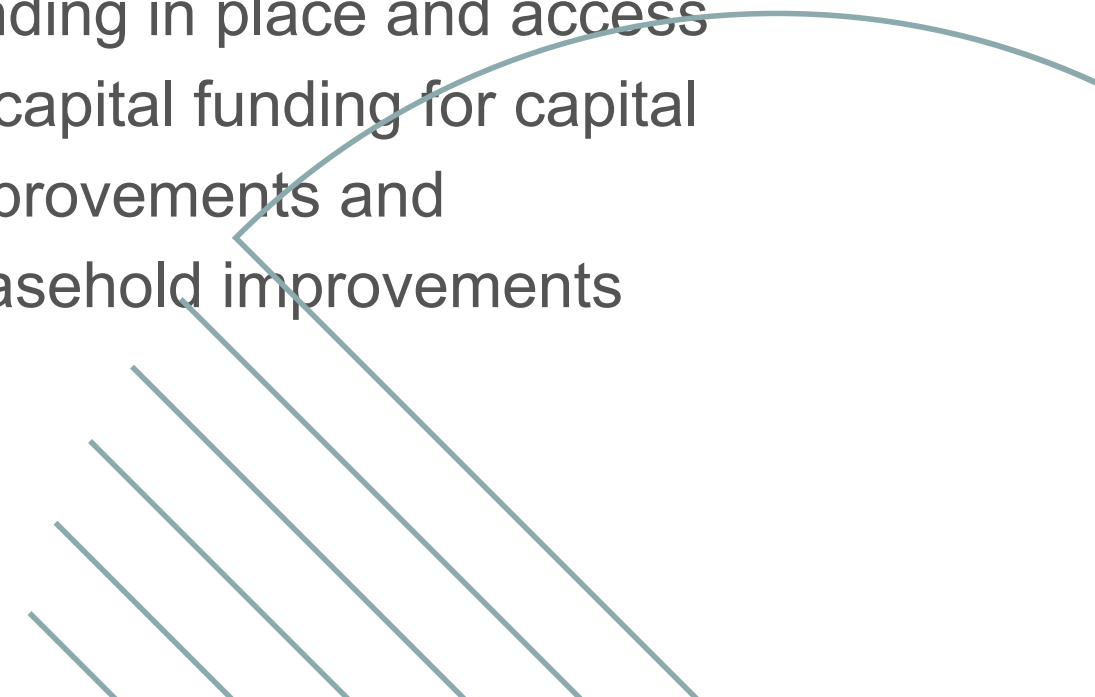 nding in place and access
capital funding for capital
provements and
asehold improvements